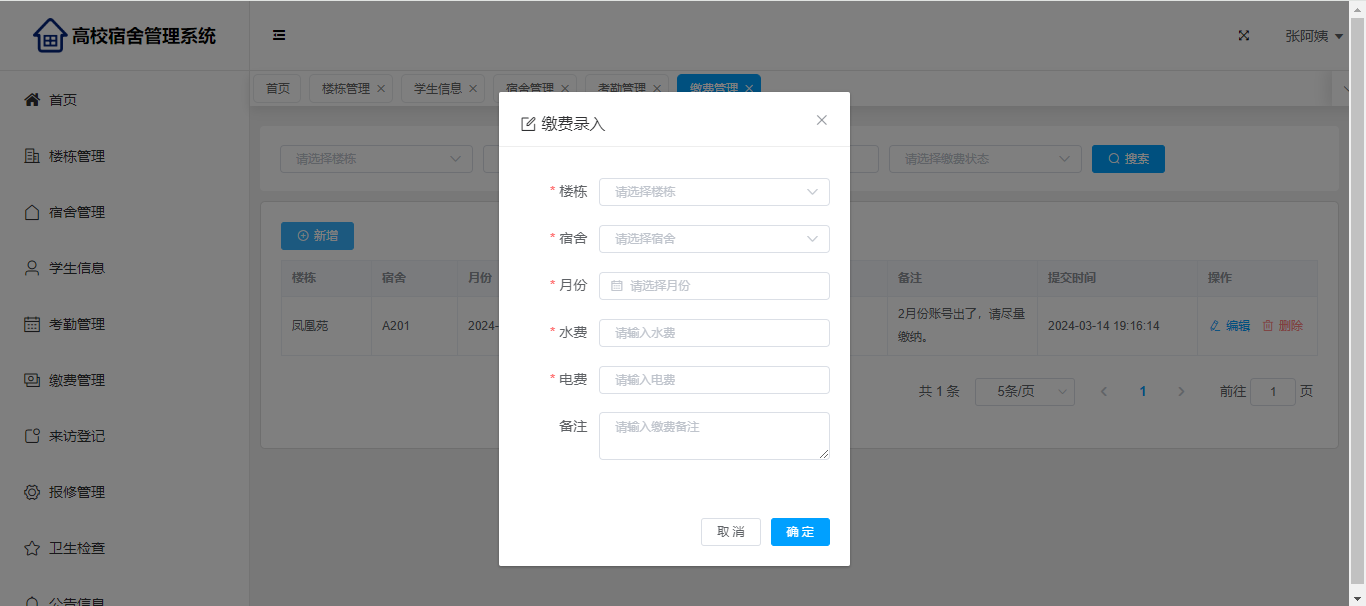 高校宿舍管理系统
张阿姨
首页
楼栋管理
宿舍管理
学生信息
考勤管理
缴费管理
来访登记
报修管理
卫生检查
公告信息
首页
楼栋管理
学生信息
宿舍管理
考勤管理
缴费管理
请选择楼栋
请选择缴费状态
搜索
新增
楼栋 宿舍 月份 备注 提交时间 操作
凤凰苑 A201 2024- 2月份账号出了，请尽量 2024-03-14 19:16:14 编辑 删除
缴纳。
共 1 条 5条/页 1 前往 1 页
缴费录入
* 楼栋 请选择楼栋
* 宿舍 请选择宿舍
* 月份 请选择月份
* 水费 请输入水费
* 电费 请输入电费
备注 请输入缴费备注
取 消 确 定